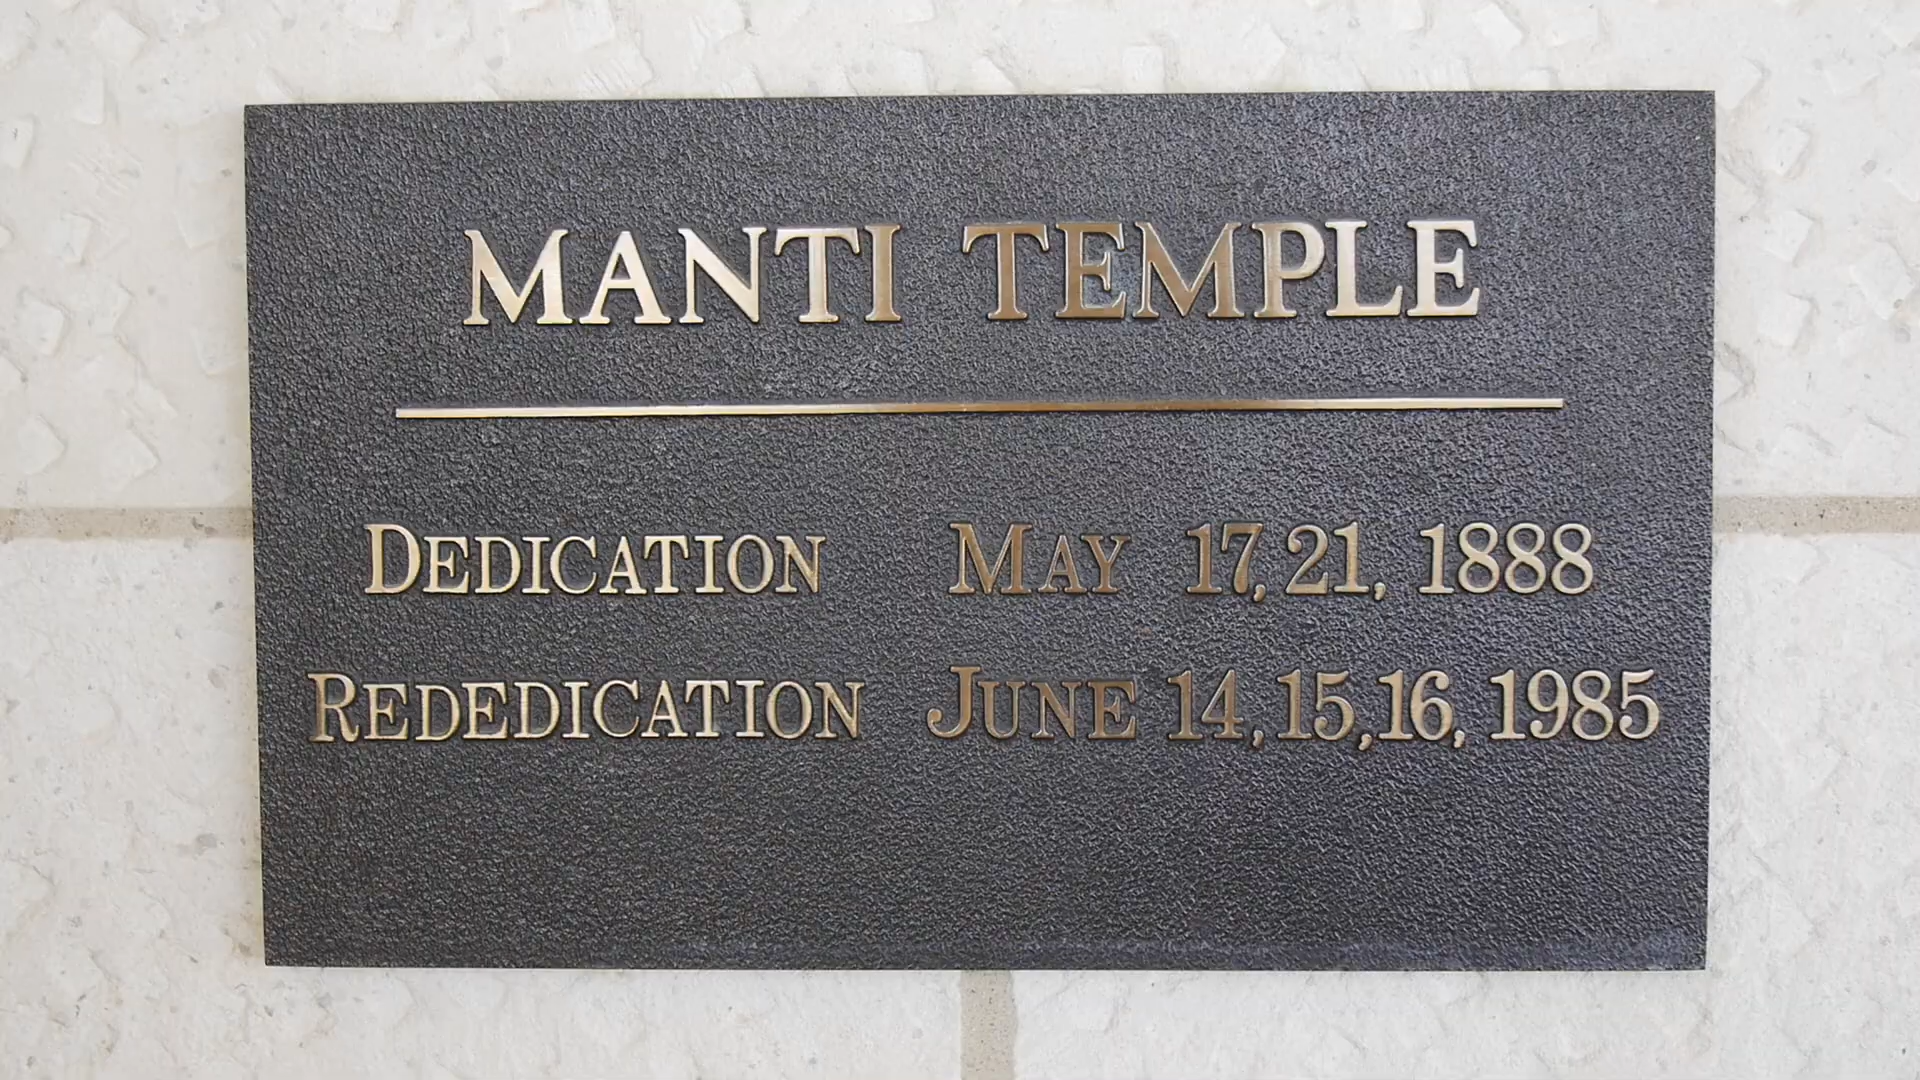 MANTI TEMPLE
DEDICATION MAY 17, 21, 1888
REDEDICATION JUNE 14, 15, 16, 1985